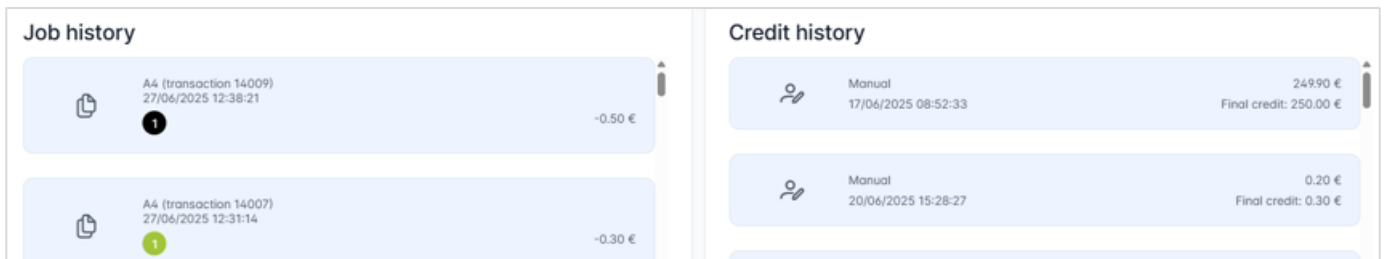 Job history
A4 (transaction 14009)
27/06/2025 12:38:21
1
-0.50 €
A4 (transaction 14007)
27/06/2025 12:31:14
1
-0.30 €
Credit history
Manual
249.90 €
17/06/2025 08:52:33
Final credit: 250.00 €
Manual
0.20 €
20/06/2025 15:28:27
Final credit: 0.30 €